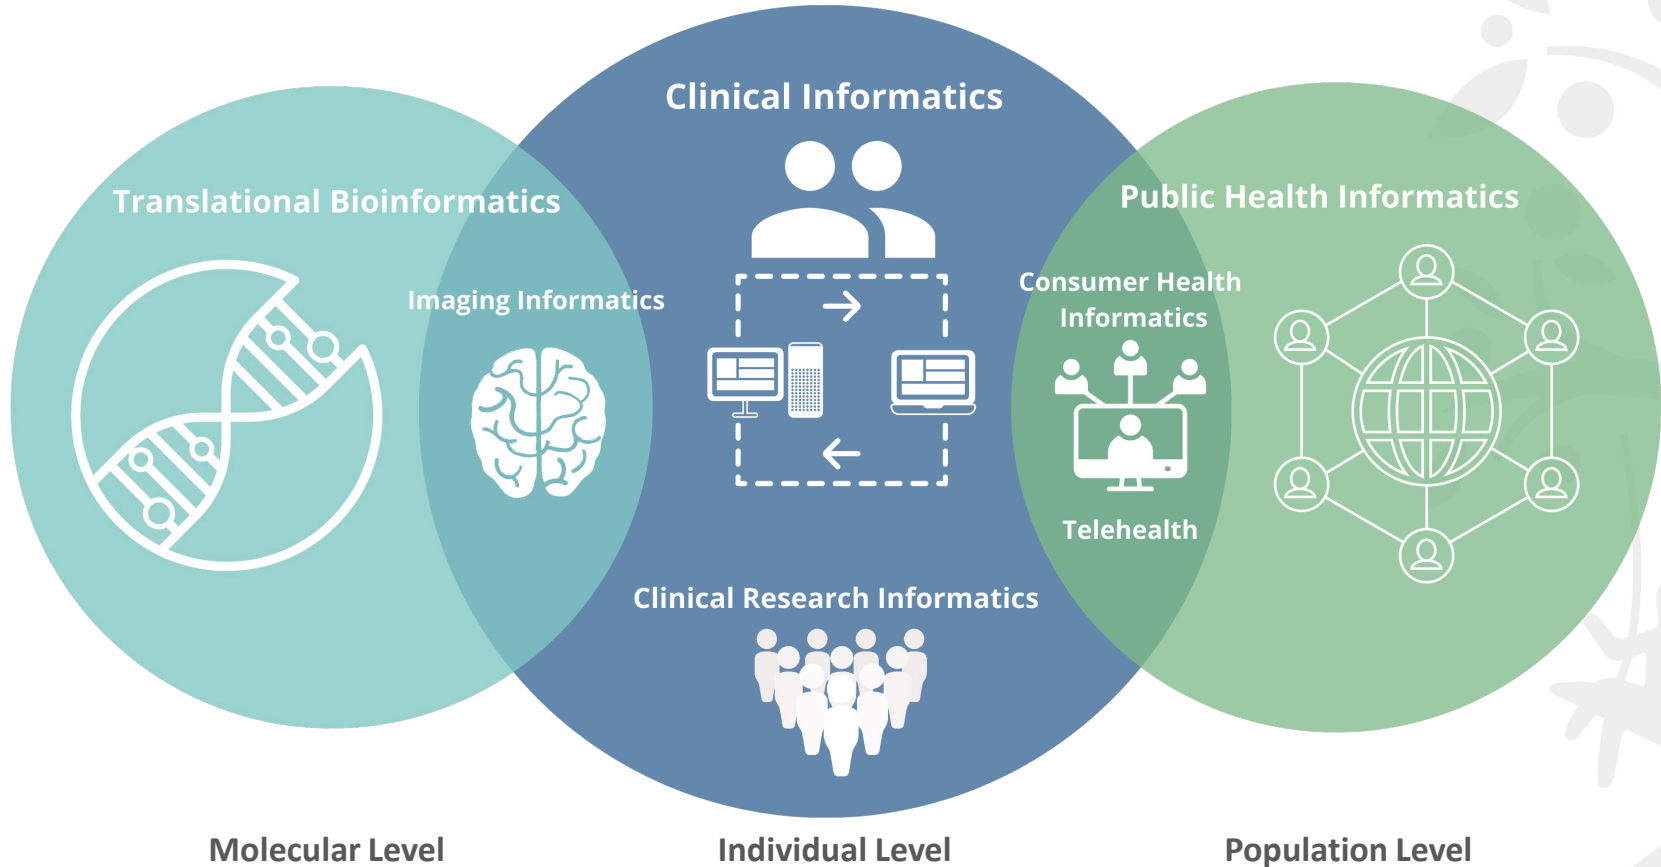 Clinical Informatics
Translational Bioinformatics
Public Health Informatics
Imaging Informatics
Consumer Health
Informatics
Telehealth
Clinical Research Informatics
Molecular Level
Individual Level
Population Level